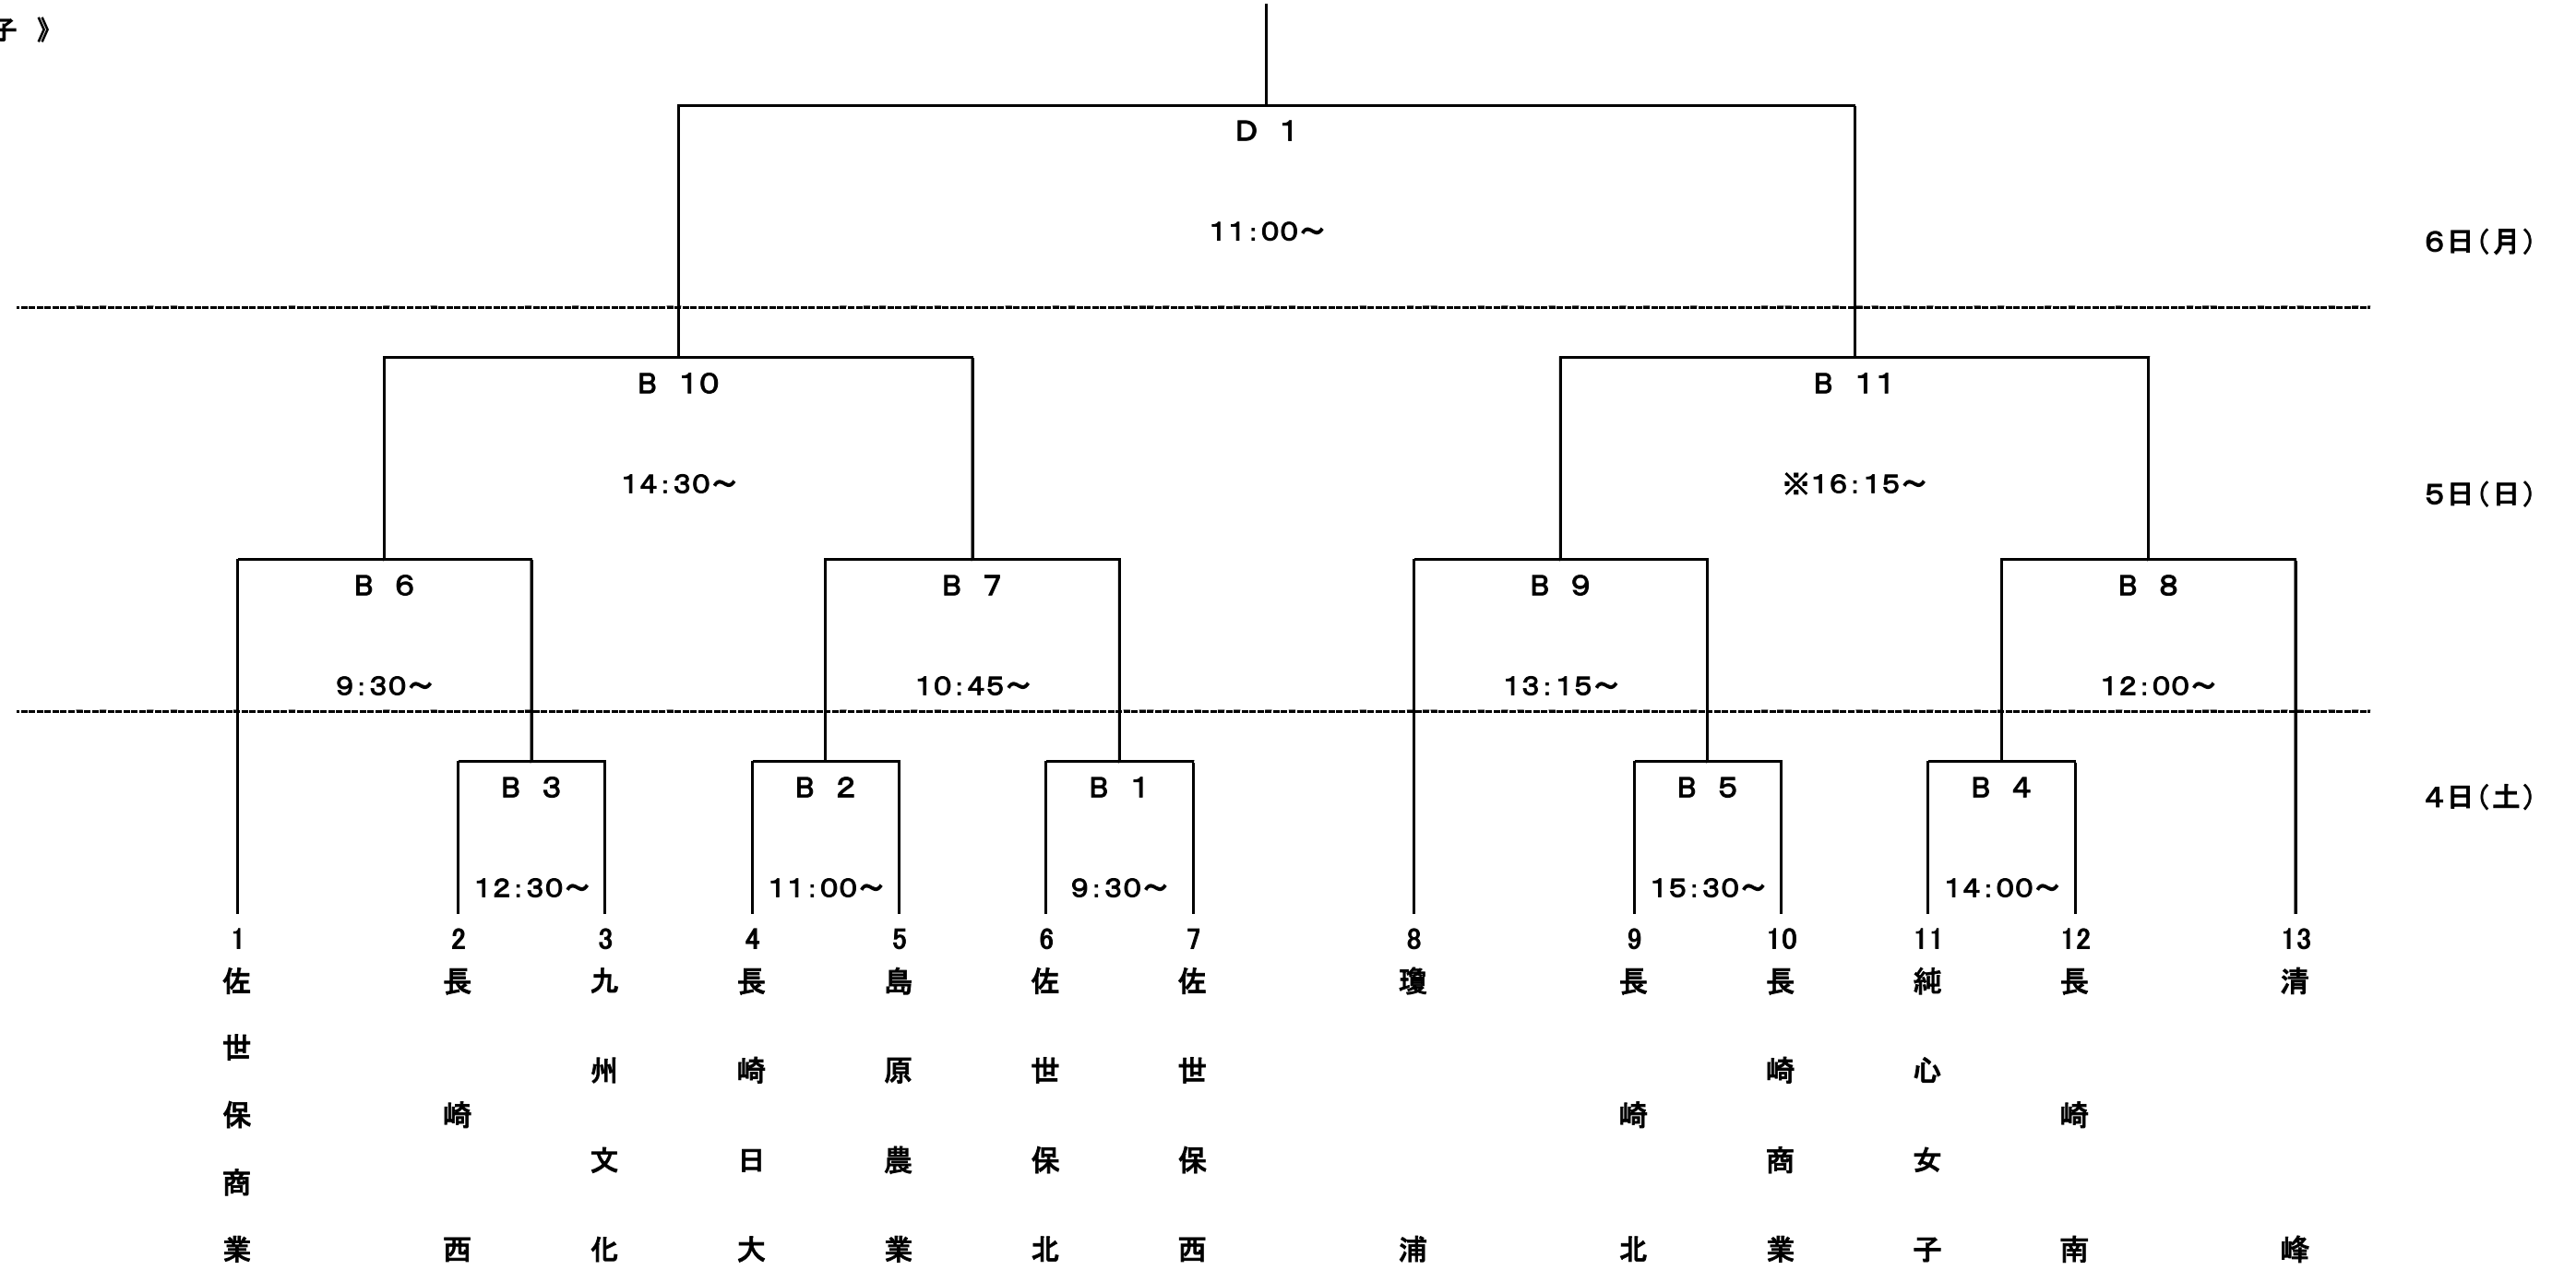 子 》
D 1
11:00～
6日(月)
B 10
B 11
14:30～
※16:15～
5日(日)
B 6
B 7
B 9
B 8
9:30～
10:45～
13:15～
12:00～
B 3
B 2
B 1
B 5
B 4
4日(土)
12:30～
11:00～
9:30～
15:30～
14:00～
1
佐世保商業
2
長崎西
3
九州文化
4
長崎日大
5
島原農業
6
佐世保北
7
佐世保西
8
瓊浦
9
長崎北
10
長崎商業
11
純心女子
12
長崎南
13
清峰